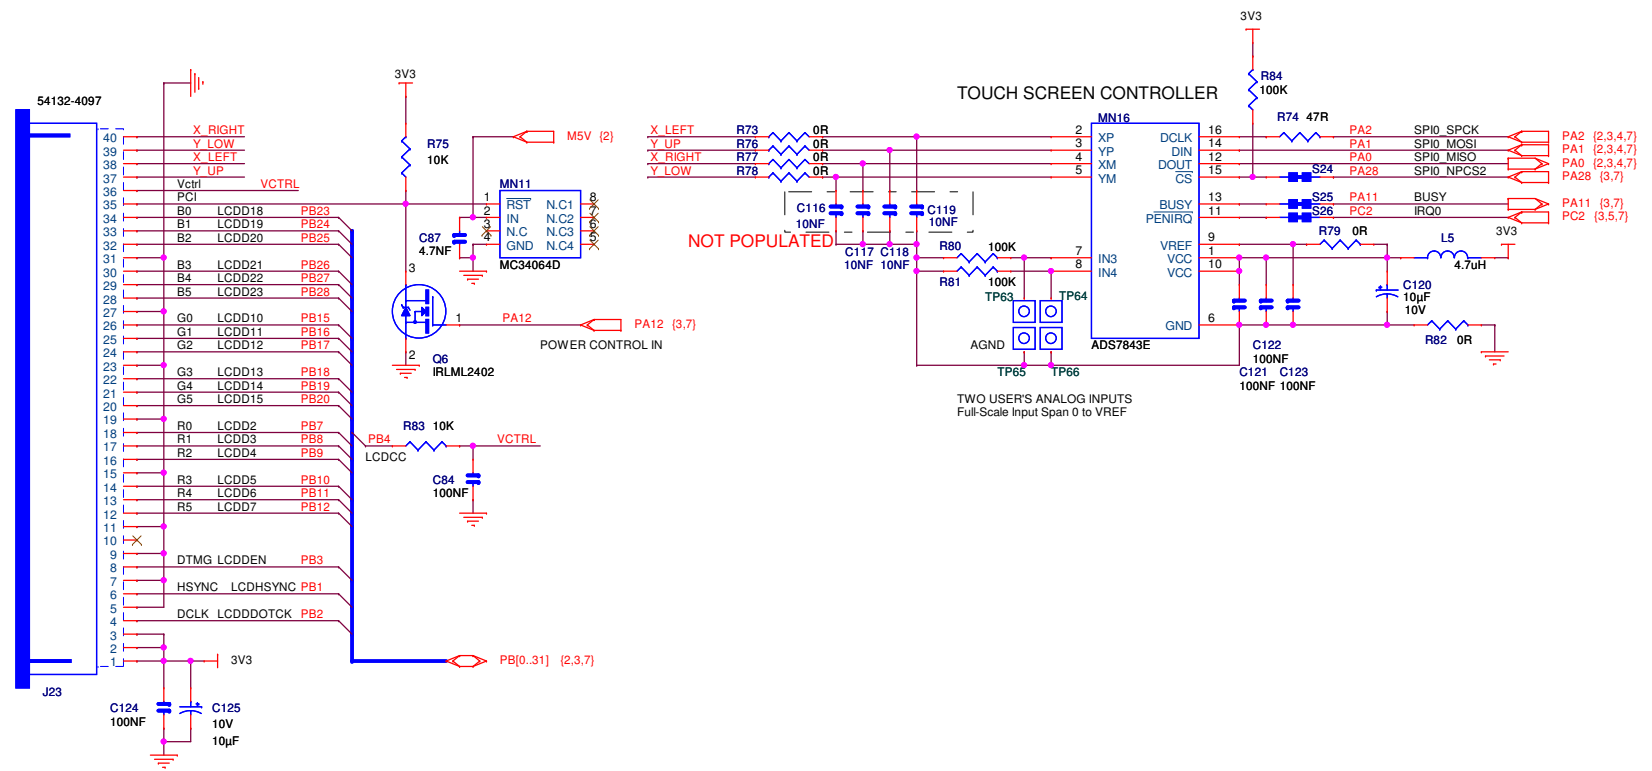 54132-4097
40 X_RIGHT
39 Y_LOW
38 X_LEFT
37 Y_UP
36 Vctrl VCTRL
35 PCI
34 B0 LCDD18 PB23
33 B1 LCDD19 PB24
32 B2 LCDD20 PB25
31
30 B3 LCDD21 PB26
29 B4 LCDD22 PB27
28 B5 LCDD23 PB28
27
26 G0 LCDD10 PB15
25 G1 LCDD11 PB16
24 G2 LCDD12 PB17
23
22 G3 LCDD13 PB18
21 G4 LCDD14 PB19
20 G5 LCDD15 PB20
19
18 R0 LCDD2 PB7
17 R1 LCDD3 PB8
16 R2 LCDD4 PB9
15
14 R3 LCDD5 PB10
13 R4 LCDD6 PB11
12 R5 LCDD7 PB12
11
10
9
8 DTMG LCDDEN PB3
7
6 HSYNC LCDHSYNC PB1
5
4 DCLK LCDDDOTCK PB2
3
2
1 3V3
J23
C124
100NF
C125
10V
10µF
PB[0..31] {2,3,7}
3V3
R75
10K
M5V {2}
MN11
1 RST N.C1 8
2 IN N.C2 7
3 N.C N.C3 6
4 GND N.C4 5
MC34064D
C87
4.7NF
3
1 PA12 PA12 {3,7}
2
POWER CONTROL IN
Q6
IRLML2402
PB4 R83 10K VCTRL
LCDCC
C84
100NF
TOUCH SCREEN CONTROLLER
X_LEFT R73 0R
Y_UP R76 0R
X_RIGHT R77 0R
Y_LOW R78 0R
C116
10NF
C119
10NF
NOT POPULATED
C117 C118
10NF 10NF
R80 100K
R81 100K
TP63 TP64
AGND
TP65 TP66
TWO USER'S ANALOG INPUTS
Full-Scale Input Span 0 to VREF
MN16
2 XP DCLK 16
3 YP DIN 14
4 XM DOUT 12
5 YM CS 15
BUSY 13
PENIRQ 11
VREF 9
7 IN3 VCC 1
8 IN4 VCC 10
GND 6
ADS7843E
3V3
R84
100K
R74 47R PA2 SPI0_SPCK PA2 {2,3,4,7}
PA1 SPI0_MOSI PA1 {2,3,4,7}
PA0 SPI0_MISO PA0 {2,3,4,7}
S24 PA28 SPI0_NPCS2 PA28 {3,7}
S25 PA11 BUSY PA11 {3,7}
S26 PC2 IRQ0 PC2 {3,5,7}
R79 0R
L5
4.7uH
3V3
C120
10µF
10V
R82 0R
C122
100NF
C121 C123
100NF 100NF